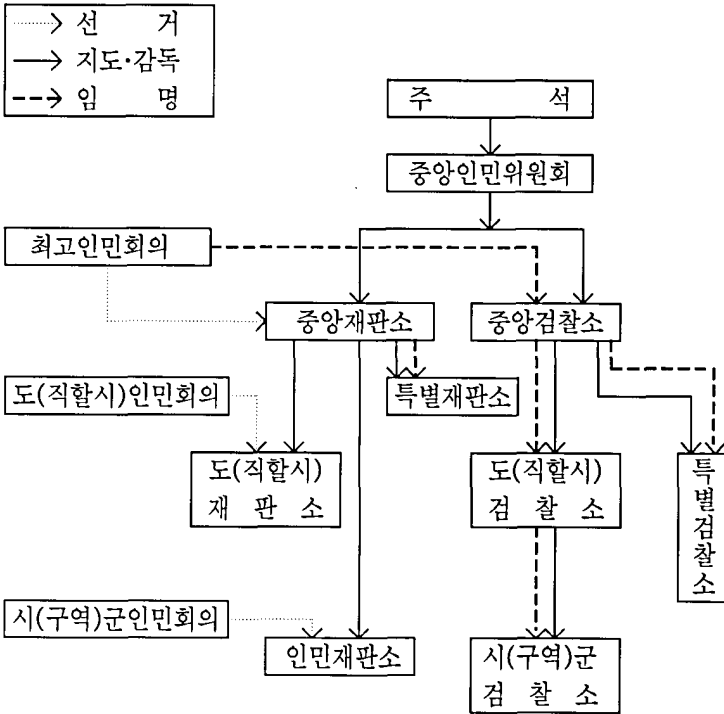 선 거
지도·감독
임 명
주 석
중앙인민위원회
최고인민회의
중앙재판소
중앙검찰소
도(직할시)인민회의
특별재판소
도(직할시)
재 판 소
도(직할시)
검 찰 소
특별검찰소
시(구역)군인민회의
인민재판소
시(구역)군
검 찰 소